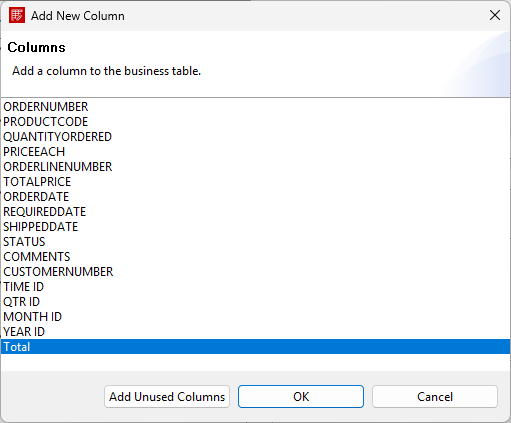 Add New Column
Columns
Add a column to the business table.
ORDERNUMBER
PRODUCTCODE
QUANTITYORDERED
PRICEEACH
ORDERLINENUMBER
TOTALPRICE
ORDERDATE
REQUIREDDATE
SHIPPEDDATE
STATUS
COMMENTS
CUSTOMERNUMBER
TIME ID
QTR ID
MONTH ID
YEAR ID
Total
Add Unused Columns OK Cancel